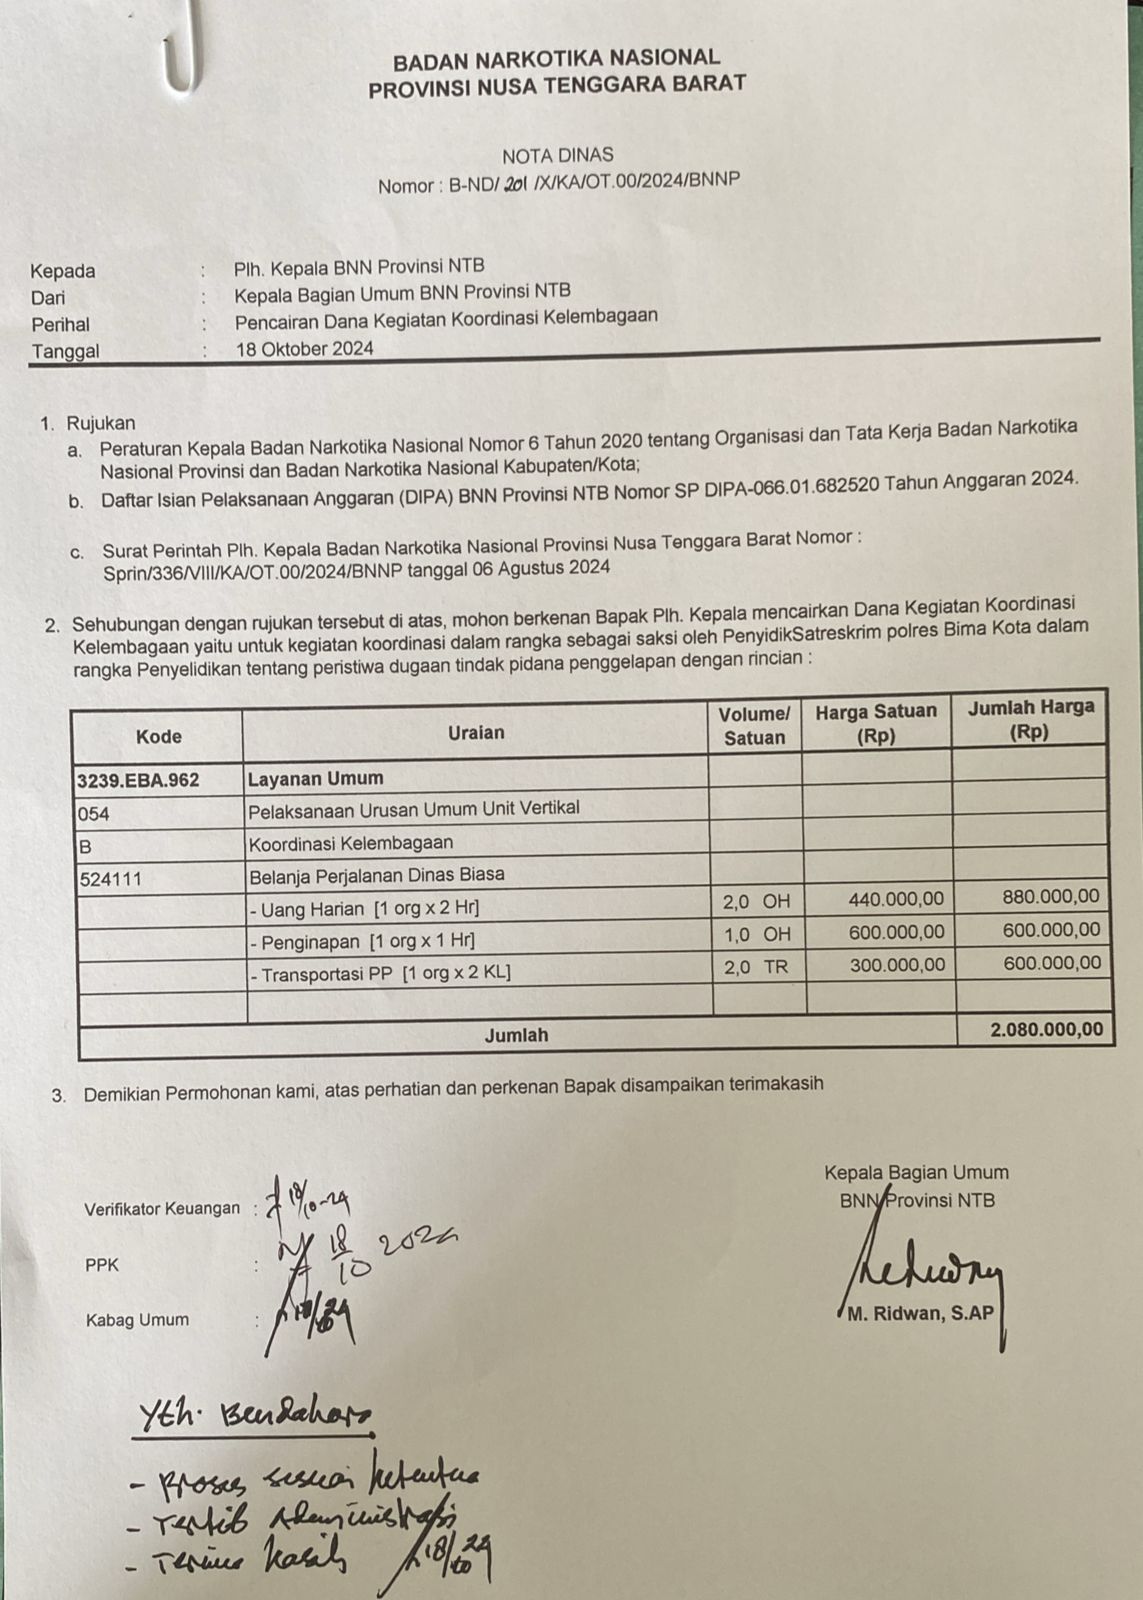 BADAN NARKOTIKA NASIONAL
PROVINSI NUSA TENGGARA BARAT
NOTA DINAS
Nomor : B-ND/ 201 /X/KA/OT.00/2024/BNNP
Kepada : Plh. Kepala BNN Provinsi NTB
Dari : Kepala Bagian Umum BNN Provinsi NTB
Perihal : Pencairan Dana Kegiatan Koordinasi Kelembagaan
Tanggal : 18 Oktober 2024
1. Rujukan
a. Peraturan Kepala Badan Narkotika Nasional Nomor 6 Tahun 2020 tentang Organisasi dan Tata Kerja Badan Narkotika
Nasional Provinsi dan Badan Narkotika Nasional Kabupaten/Kota;
b. Daftar Isian Pelaksanaan Anggaran (DIPA) BNN Provinsi NTB Nomor SP DIPA-066.01.682520 Tahun Anggaran 2024.
c. Surat Perintah Plh. Kepala Badan Narkotika Nasional Provinsi Nusa Tenggara Barat Nomor :
Sprin/336/VIII/KA/OT.00/2024/BNNP tanggal 06 Agustus 2024
2. Sehubungan dengan rujukan tersebut di atas, mohon berkenan Bapak Plh. Kepala mencairkan Dana Kegiatan Koordinasi
Kelembagaan yaitu untuk kegiatan koordinasi dalam rangka sebagai saksi oleh PenyidikSatreskrim polres Bima Kota dalam
rangka Penyelidikan tentang peristiwa dugaan tindak pidana penggelapan dengan rincian :
Kode Uraian Volume/ Satuan Harga Satuan (Rp) Jumlah Harga (Rp)
3239.EBA.962 Layanan Umum
054 Pelaksanaan Urusan Umum Unit Vertikal
B Koordinasi Kelembagaan
524111 Belanja Perjalanan Dinas Biasa
- Uang Harian [1 org x 2 Hr] 2,0 OH 440.000,00 880.000,00
- Penginapan [1 org x 1 Hr] 1,0 OH 600.000,00 600.000,00
- Transportasi PP [1 org x 2 KL] 2,0 TR 300.000,00 600.000,00
Jumlah 2.080.000,00
3. Demikian Permohonan kami, atas perhatian dan perkenan Bapak disampaikan terimakasih
Kepala Bagian Umum
BNN Provinsi NTB
M. Ridwan, S.AP
Verifikator Keuangan : 18/10-24
PPK : 18/10 2024
Kabag Umum : 18/10 24
Yth. Bendahara
- Proses sesuai ketentuan
- Tertib Administrasi
- Terima kasih 18/10 24